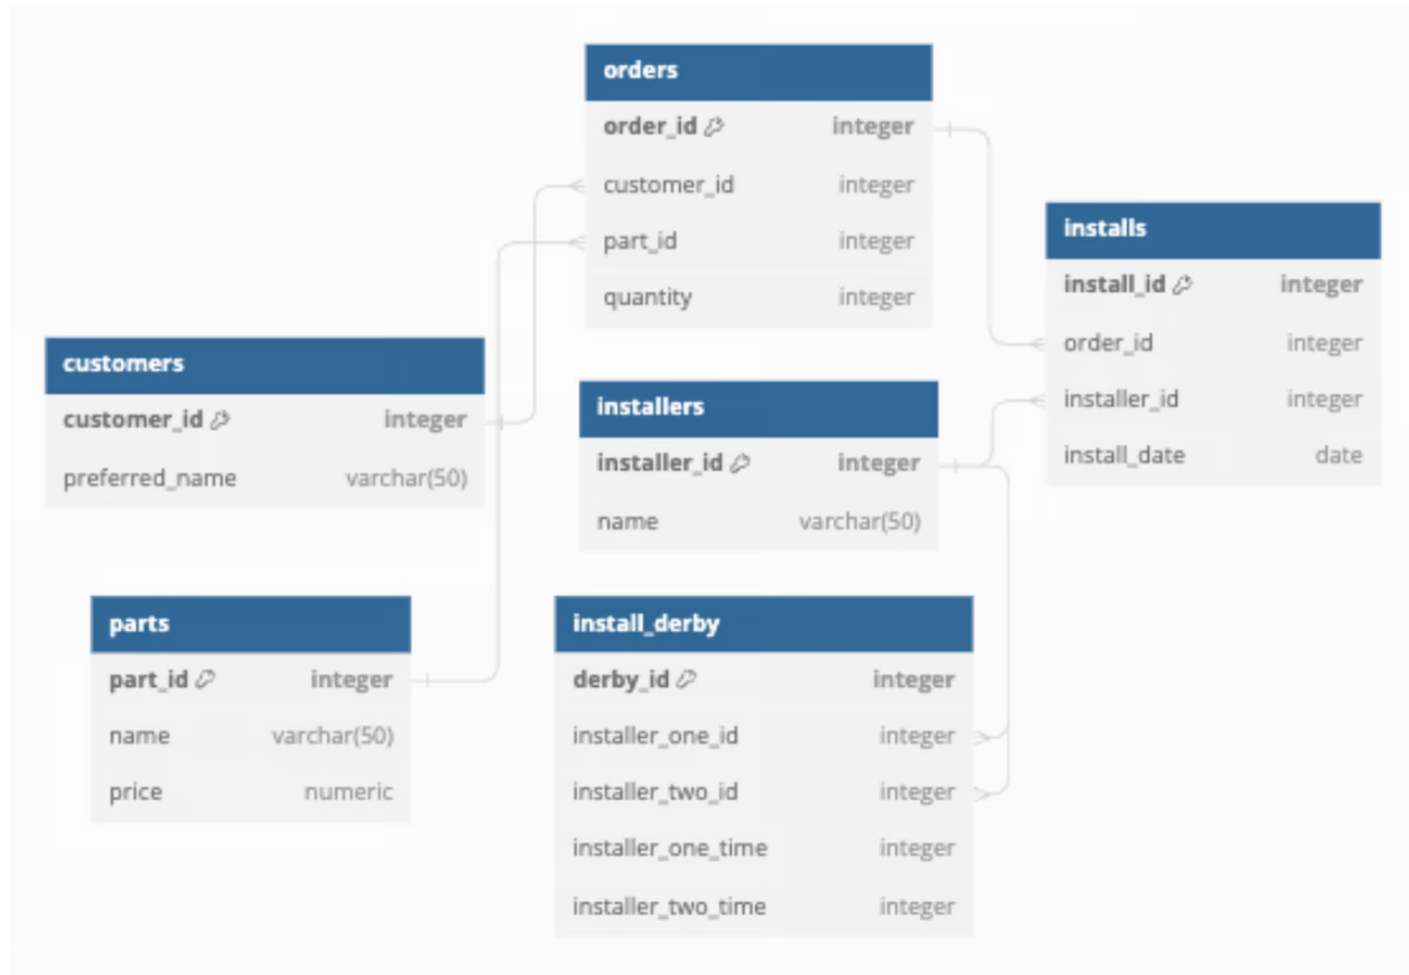 orders
order_id integer
customer_id integer
part_id integer
quantity integer
installs
install_id integer
order_id integer
installer_id integer
install_date date
customers
customer_id integer
preferred_name varchar(50)
installers
installer_id integer
name varchar(50)
parts
part_id integer
name varchar(50)
price numeric
install_derby
derby_id integer
installer_one_id integer
installer_two_id integer
installer_one_time integer
installer_two_time integer